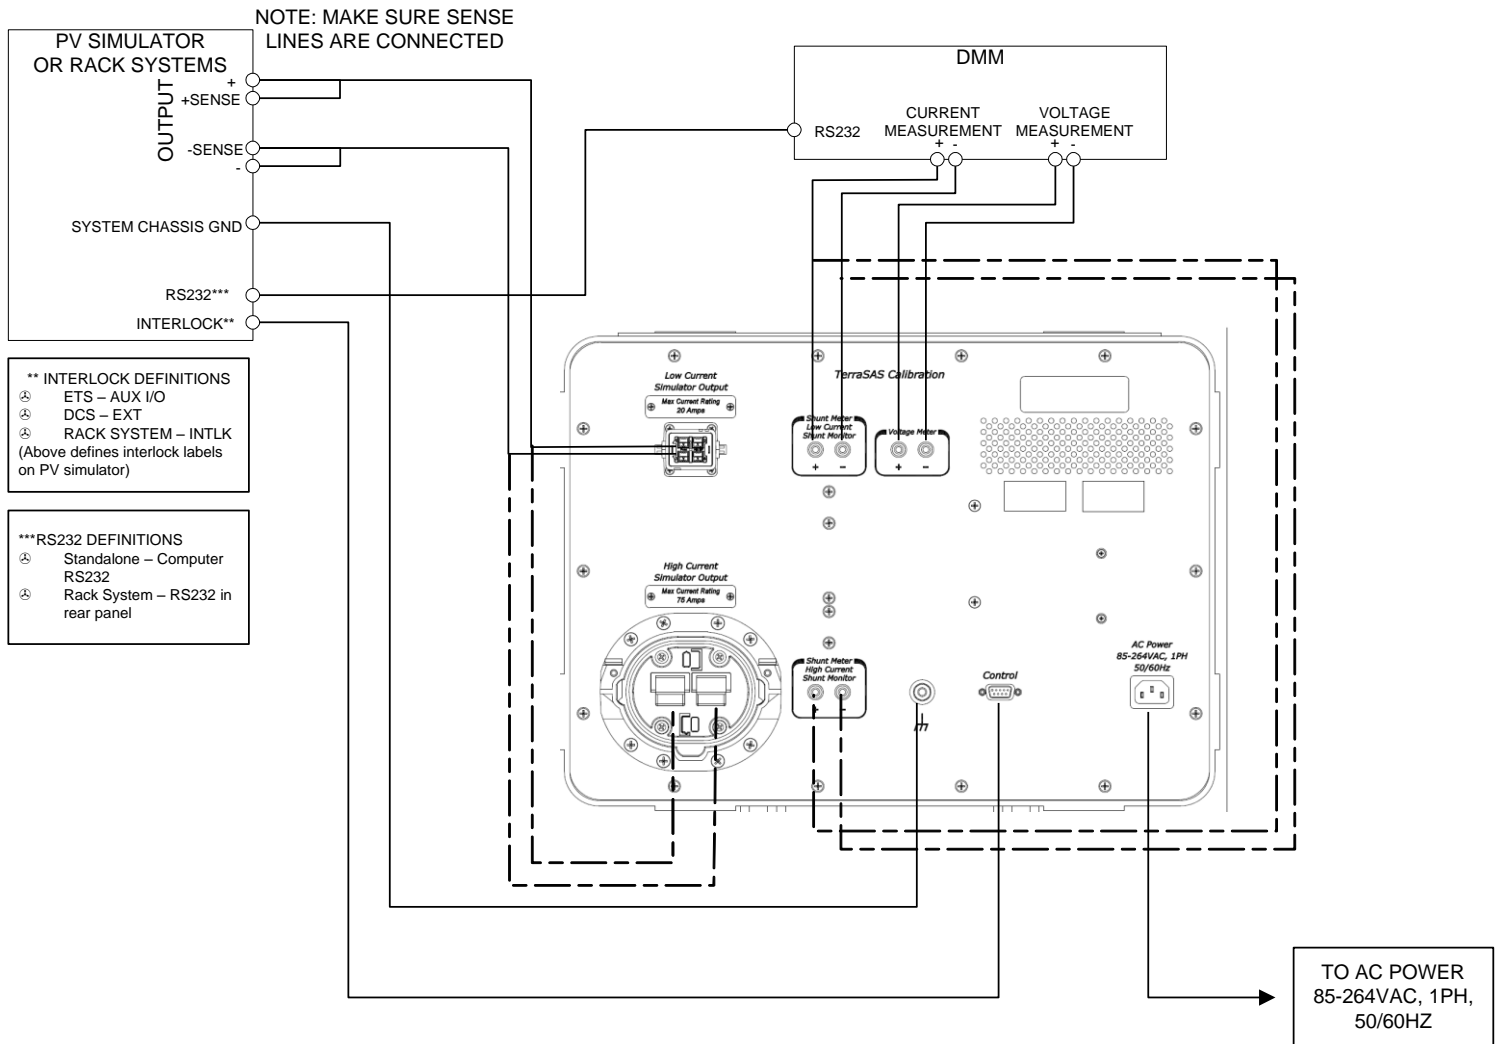 NOTE: MAKE SURE SENSE
LINES ARE CONNECTED
PV SIMULATOR
OR RACK SYSTEMS
OUTPUT
+
+SENSE
-SENSE
-
SYSTEM CHASSIS GND
RS232***
INTERLOCK**
DMM
RS232
CURRENT
MEASUREMENT
+ -
VOLTAGE
MEASUREMENT
+ -
** INTERLOCK DEFINITIONS
ETS – AUX I/O
DCS – EXT
RACK SYSTEM – INTLK
(Above defines interlock labels
on PV simulator)
***RS232 DEFINITIONS
Standalone – Computer
RS232
Rack System – RS232 in
rear panel
Low Current
Simulator Output
Max Current Rating
20 Amps
TerraSAS Calibration
Shunt Meter
Low Current
Shunt Monitor
+ -
Voltage Meter
+ -
High Current
Simulator Output
Max Current Rating
75 Amps
Shunt Meter
High Current
Shunt Monitor
+ -
Control
AC Power
85-264VAC, 1PH
50/60Hz
TO AC POWER
85-264VAC, 1PH,
50/60HZ